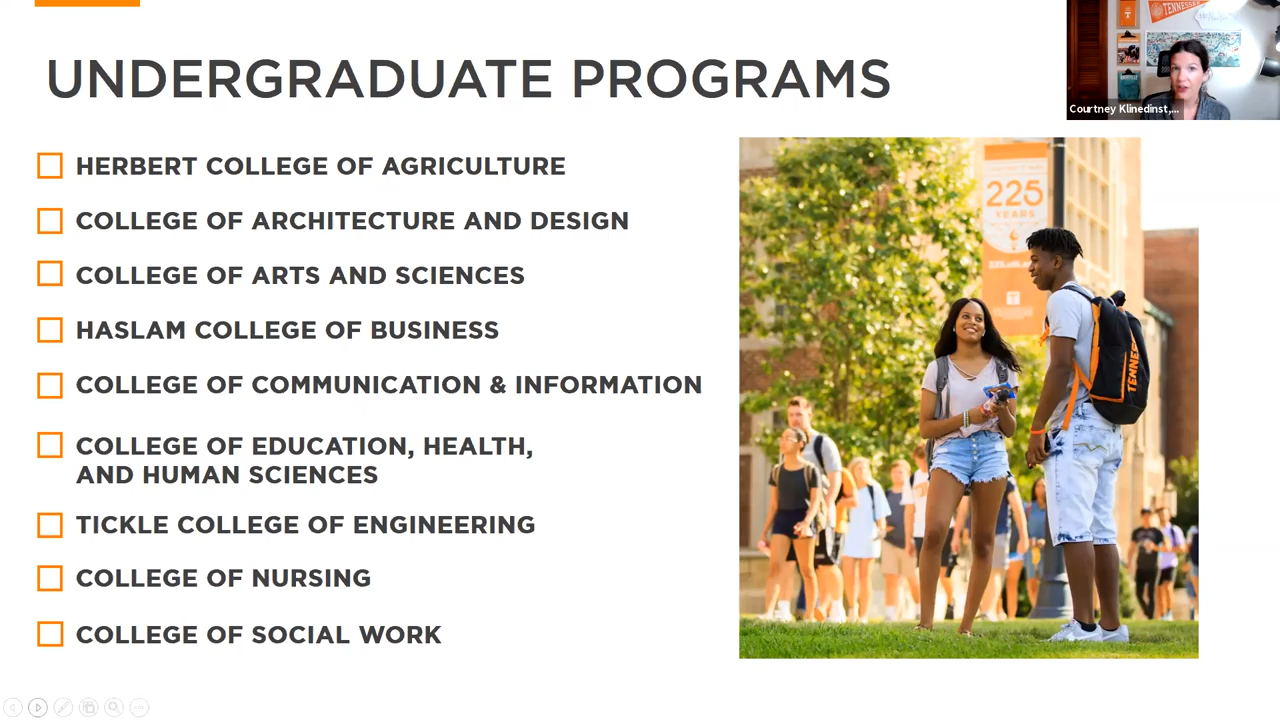 UNDERGRADUATE PROGRAMS
TENNESSEE
Courtney Klinedinst,...
HERBERT COLLEGE OF AGRICULTURE
COLLEGE OF ARCHITECTURE AND DESIGN
COLLEGE OF ARTS AND SCIENCES
HASLAM COLLEGE OF BUSINESS
COLLEGE OF COMMUNICATION & INFORMATION
COLLEGE OF EDUCATION, HEALTH,
AND HUMAN SCIENCES
TICKLE COLLEGE OF ENGINEERING
COLLEGE OF NURSING
COLLEGE OF SOCIAL WORK
225
YEARS
TENNES